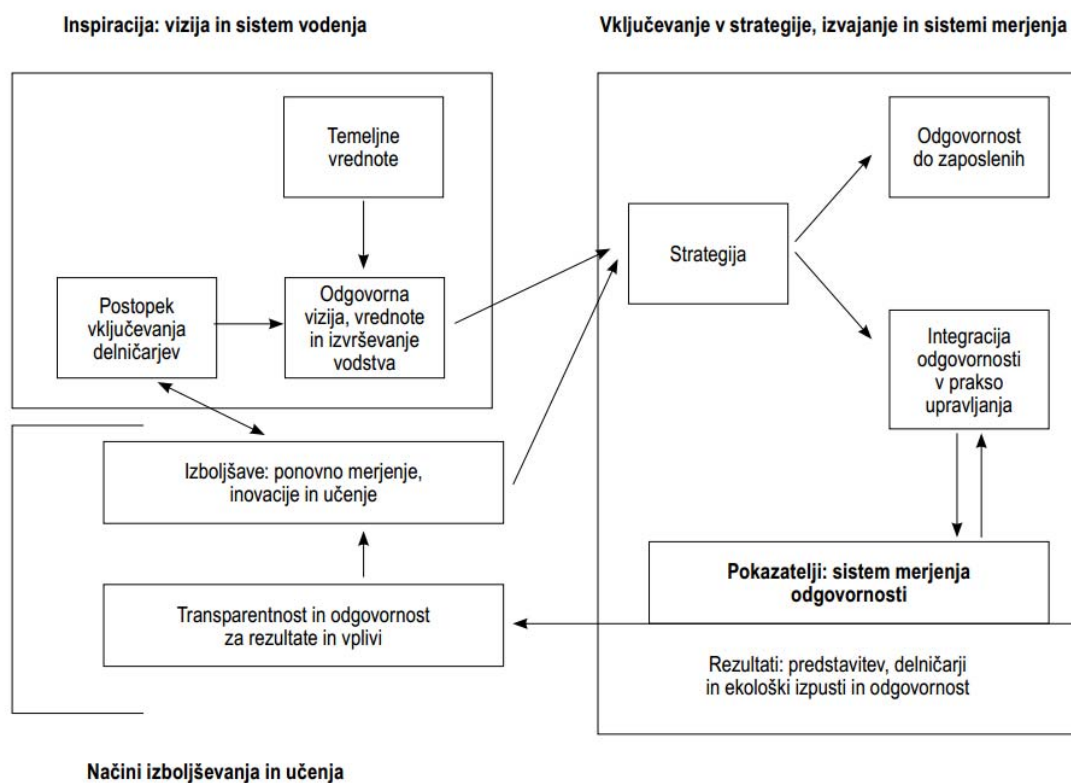 Inspiracija: vizija in sistem vodenja
Vključevanje v strategije, izvajanje in sistemi merjenja
Temeljne
vrednote
Postopek
vključevanja
delničarjev
Odgovorna
vizija, vrednote
in izvrševanje
vodstva
Izboljšave: ponovno merjenje,
inovacije in učenje
Transparentnost in odgovornost
za rezultate in vplivi
Načini izboljševanja in učenja
Strategija
Odgovornost
do zaposlenih
Integracija
odgovornosti
v prakso
upravljanja
Pokazatelji: sistem merjenja
odgovornosti
Rezultati: predstavitev, delničarji
in ekološki izpusti in odgovornost